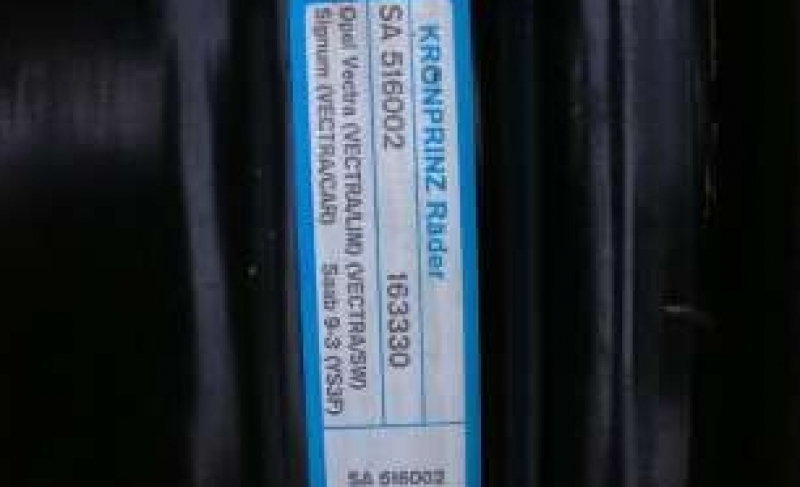 KRONPRINZ Räder
SA 516002 163330
Opel Vectra (VECTRA/LIM) (VECTRA/SW)
Signum (VECTRA/CAR) Saab 9-3 (YS3F)
SA 516002